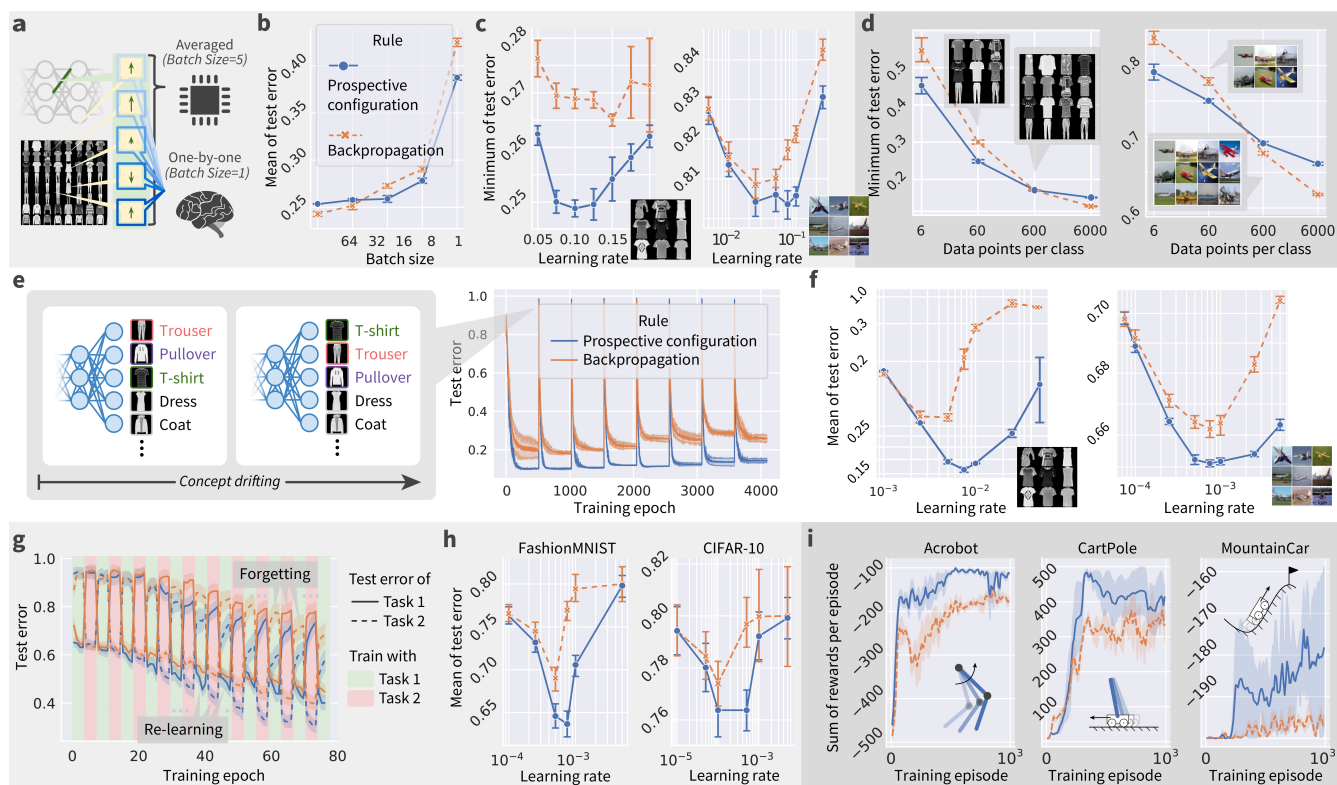 a
Averaged
(Batch Size=5)
One-by-one
(Batch Size=1)
b
Mean of test error
0.40
0.35
0.30
0.25
Rule
Prospective
configuration
Backpropagation
64 32 16 8 1
Batch size
c
Minimum of test error
0.28
0.27
0.26
0.25
0.05 0.10 0.15
Learning rate
0.84
0.83
0.82
0.81
10⁻² 10⁻¹
Learning rate
d
Minimum of test error
0.5
0.4
0.3
0.2
6 60 600 6000
Data points per class
0.8
0.7
0.6
6 60 600 6000
Data points per class
e
Trouser
Pullover
T-shirt
Dress
Coat
T-shirt
Trouser
Pullover
Dress
Coat
Concept drifting
Test error
1.0
0.8
0.6
0.4
0.2
Rule
Prospective configuration
Backpropagation
0 1000 2000 3000 4000
Training epoch
f
Mean of test error
1.0
0.3
0.2
0.25
0.15
10⁻³ 10⁻²
Learning rate
0.70
0.68
0.66
10⁻⁴ 10⁻³
Learning rate
g
Test error
1.0
0.8
0.6
0.4
Forgetting
Re-learning
0 20 40 60 80
Training epoch
Test error of
Task 1
Task 2
Train with
Task 1
Task 2
h
FashionMNIST
Mean of test error
0.80
0.75
0.70
0.65
10⁻⁴ 10⁻³
Learning rate
CIFAR-10
0.82
0.80
0.78
0.76
10⁻⁵ 10⁻³
Learning rate
i
Acrobot
Sum of rewards per episode
−100
−200
−300
−400
−500
10³
Training episode
CartPole
500
400
300
200
100
10³
Training episode
MountainCar
−160
−170
−180
−190
10³
Training episode